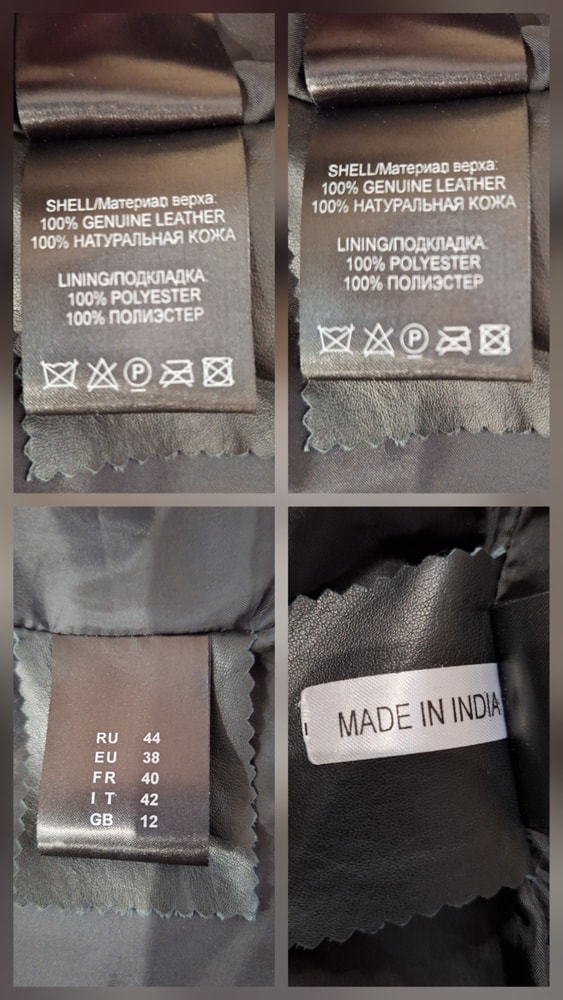 SHELL/Материал верха:
100% GENUINE LEATHER
100% НАТУРАЛЬНАЯ КОЖА
LINING/ПОДКЛАДКА:
100% POLYESTER
100% ПОЛИЭСТЕР
P
SHELL/Материал верха:
100% GENUINE LEATHER
100% НАТУРАЛЬНАЯ КОЖА
LINING/ПОДКЛАДКА:
100% POLYESTER
100% ПОЛИЭСТЕР
P
RU 44
EU 38
FR 40
IT 42
GB 12
MADE IN INDIA